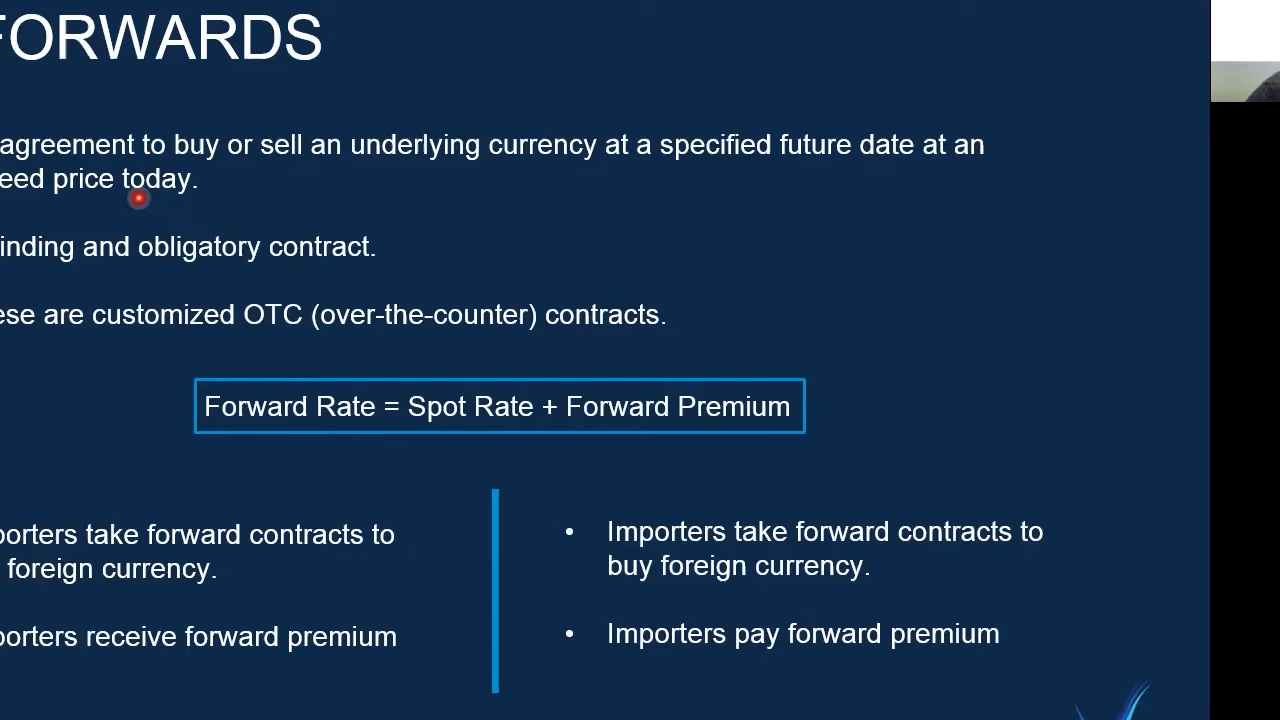 FORWARDS
agreement to buy or sell an underlying currency at a specified future date at an
eed price today.
inding and obligatory contract.
ese are customized OTC (over-the-counter) contracts.
Forward Rate = Spot Rate + Forward Premium
porters take forward contracts to
foreign currency.
porters receive forward premium
• Importers take forward contracts to
buy foreign currency.
• Importers pay forward premium